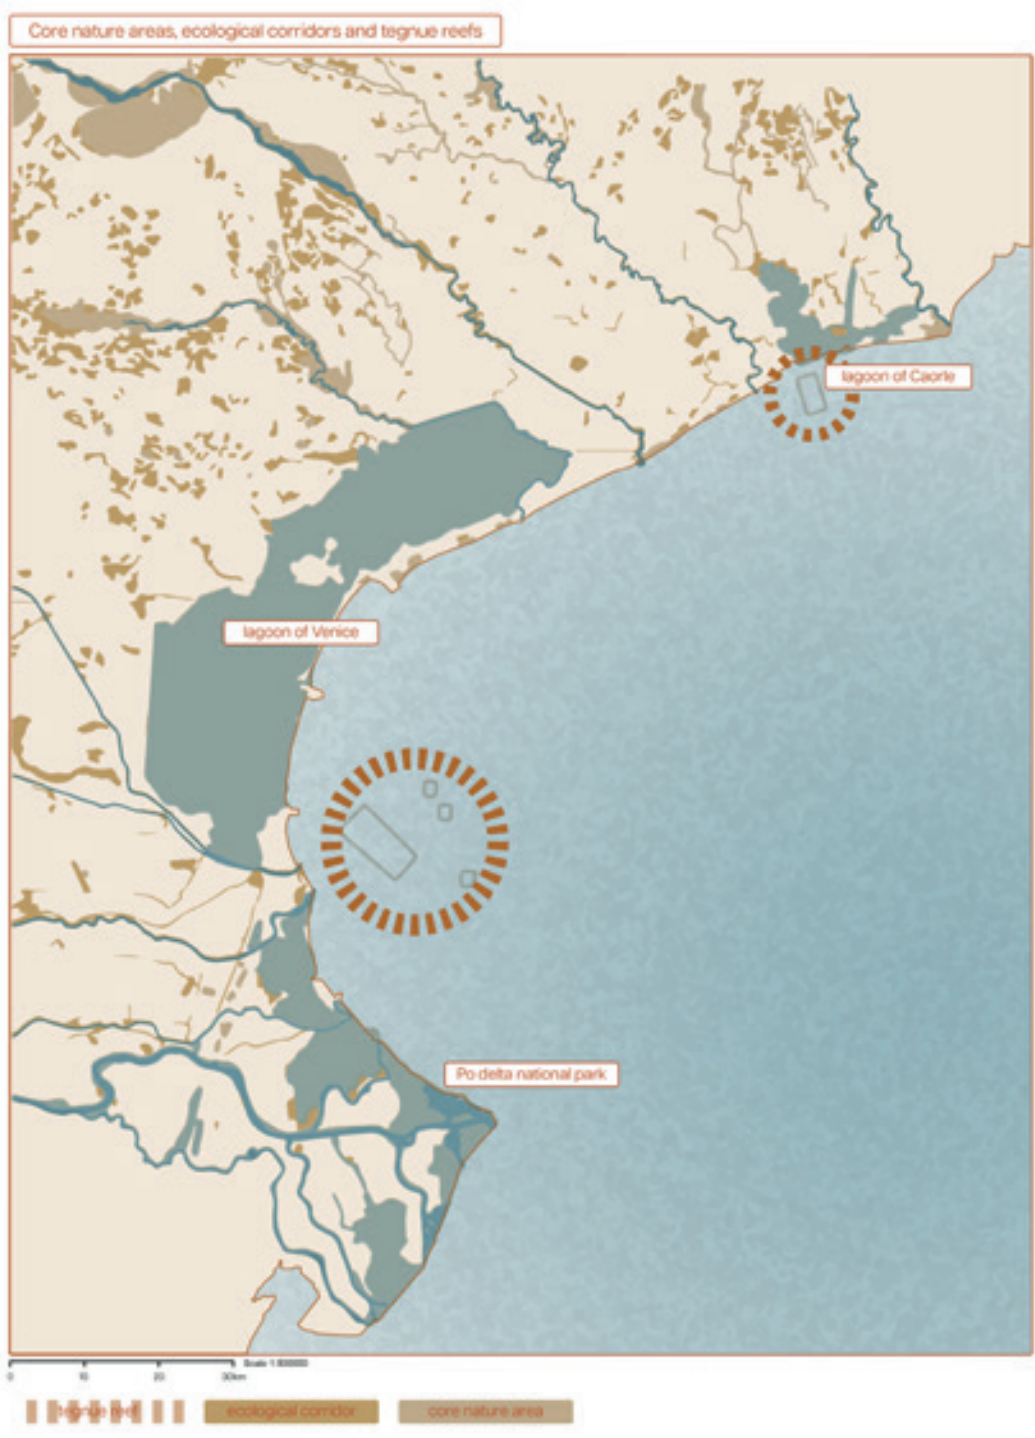 Core nature areas, ecological corridors and tegnue reefs
lagoon of Caorle
lagoon of Venice
Po delta national park
0 10 20 30km
tegnue reef
ecological corridor
core nature area